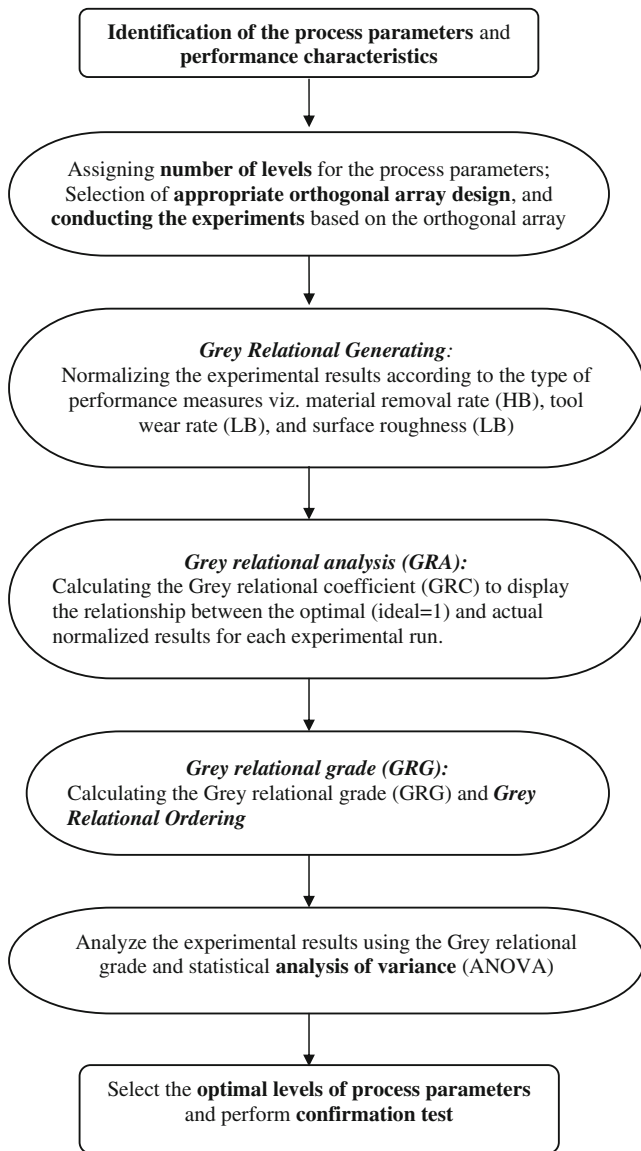 Identification of the process parameters and
performance characteristics
Assigning number of levels for the process parameters;
Selection of appropriate orthogonal array design, and
conducting the experiments based on the orthogonal array
Grey Relational Generating:
Normalizing the experimental results according to the type of
performance measures viz. material removal rate (HB), tool
wear rate (LB), and surface roughness (LB)
Grey relational analysis (GRA):
Calculating the Grey relational coefficient (GRC) to display
the relationship between the optimal (ideal=1) and actual
normalized results for each experimental run.
Grey relational grade (GRG):
Calculating the Grey relational grade (GRG) and Grey
Relational Ordering
Analyze the experimental results using the Grey relational
grade and statistical analysis of variance (ANOVA)
Select the optimal levels of process parameters
and perform confirmation test